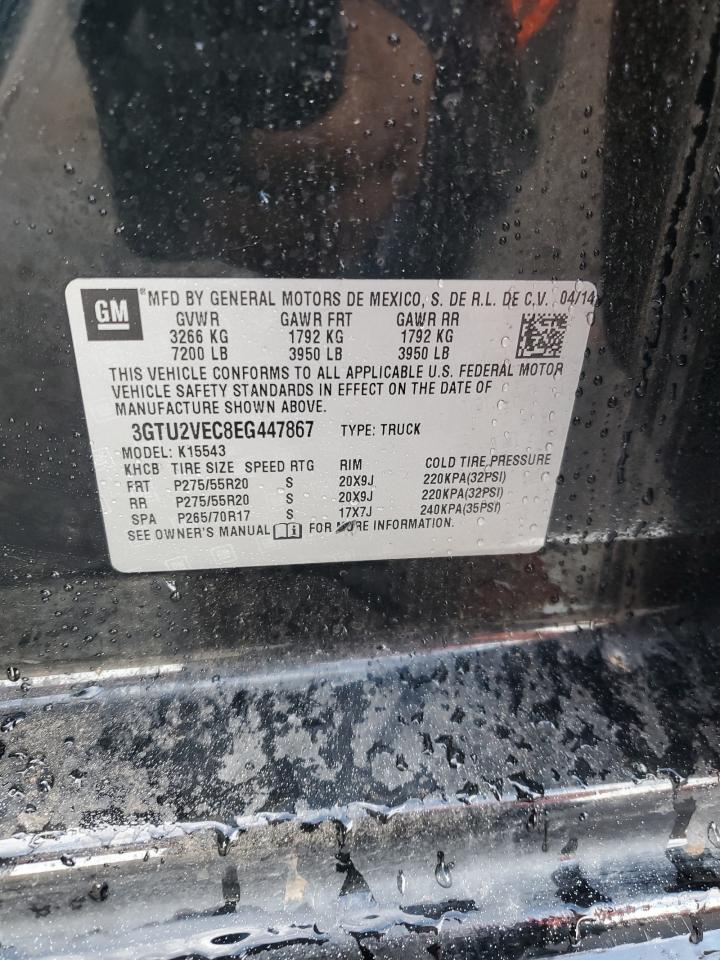 GM ® MFD BY GENERAL MOTORS DE MEXICO, S. DE R.L. DE C.V. 04/14
GVWR GAWR FRT GAWR RR
3266 KG 1792 KG 1792 KG
7200 LB 3950 LB 3950 LB
THIS VEHICLE CONFORMS TO ALL APPLICABLE U.S. FEDERAL MOTOR
VEHICLE SAFETY STANDARDS IN EFFECT ON THE DATE OF
MANUFACTURE SHOWN ABOVE.
3GTU2VEC8EG447867 TYPE: TRUCK
MODEL: K15543
KHCB TIRE SIZE SPEED RTG RIM COLD TIRE PRESSURE
FRT P275/55R20 S 20X9J 220KPA(32PSI)
RR P275/55R20 S 20X9J 220KPA(32PSI)
SPA P265/70R17 S 17X7J 240KPA(35PSI)
SEE OWNER'S MANUAL FOR MORE INFORMATION.